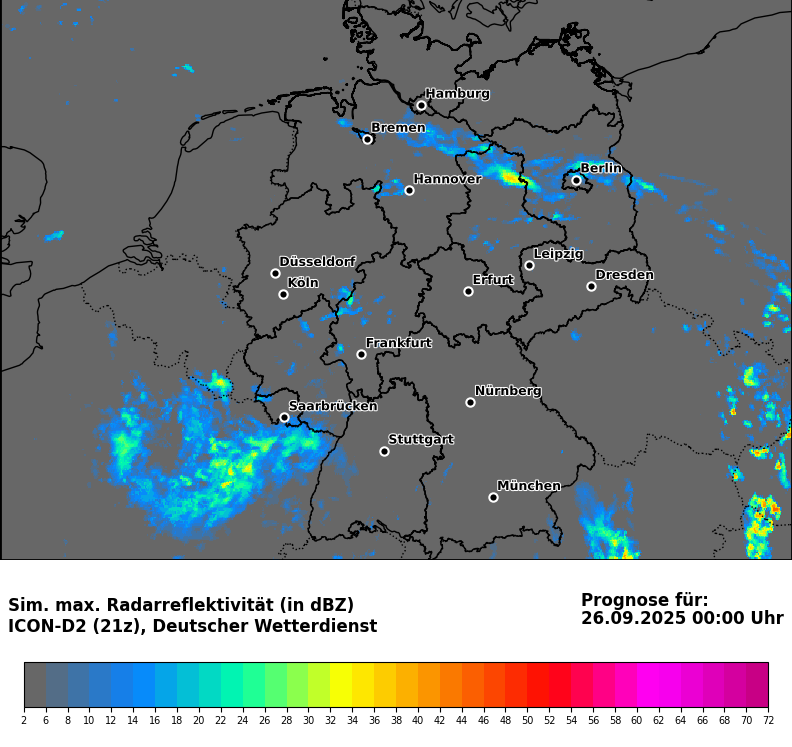 Hamburg
Bremen
Berlin
Hannover
Düsseldorf
Leipzig
Köln
Erfurt
Dresden
Frankfurt
Nürnberg
Saarbrücken
Stuttgart
München
Sim. max. Radarreflektivität (in dBZ)
ICON-D2 (21z), Deutscher Wetterdienst
Prognose für:
26.09.2025 00:00 Uhr
2 6 8 10 12 14 16 18 20 22 24 26 28 30 32 34 36 38 40 42 44 46 48 50 52 54 56 58 60 62 64 66 68 70 72